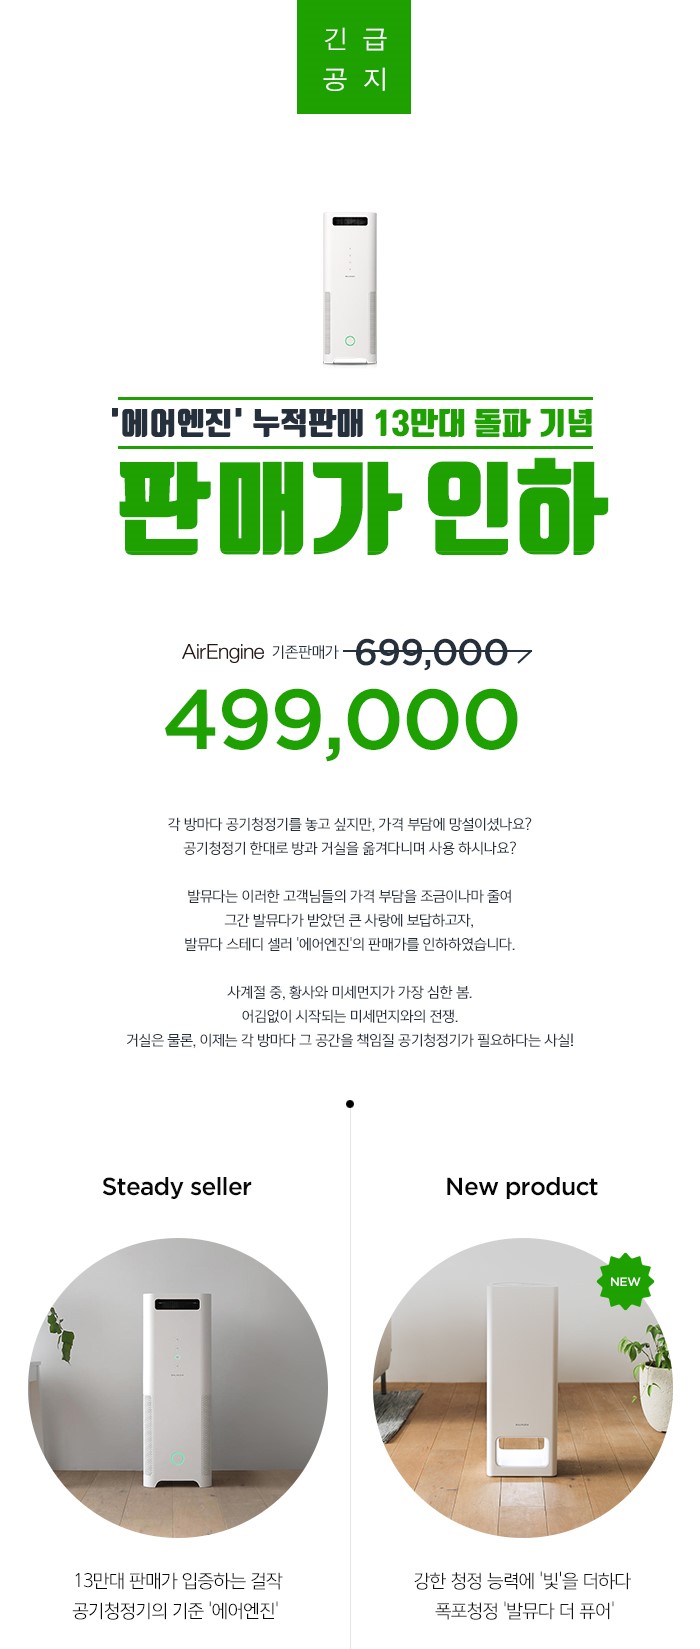 긴 급
공 지
'에어엔진' 누적판매 13만대 돌파 기념
판매가 인하
AirEngine 기존판매가 699,000
499,000
각 방마다 공기청정기를 놓고 싶지만, 가격 부담에 망설이셨나요?
공기청정기 한대로 방과 거실을 옮겨다니며 사용 하시나요?
발뮤다는 이러한 고객님들의 가격 부담을 조금이나마 줄여
그간 발뮤다가 받았던 큰 사랑에 보답하고자,
발뮤다 스테디 셀러 '에어엔진'의 판매가를 인하하였습니다.
사계절 중, 황사와 미세먼지가 가장 심한 봄.
어김없이 시작되는 미세먼지와의 전쟁.
거실은 물론, 이제는 각 방마다 그 공간을 책임질 공기청정기가 필요하다는 사실!
Steady seller
New product
NEW
13만대 판매가 입증하는 걸작
공기청정기의 기준 '에어엔진'
강한 청정 능력에 '빛'을 더하다
폭포청정 '발뮤다 더 퓨어'